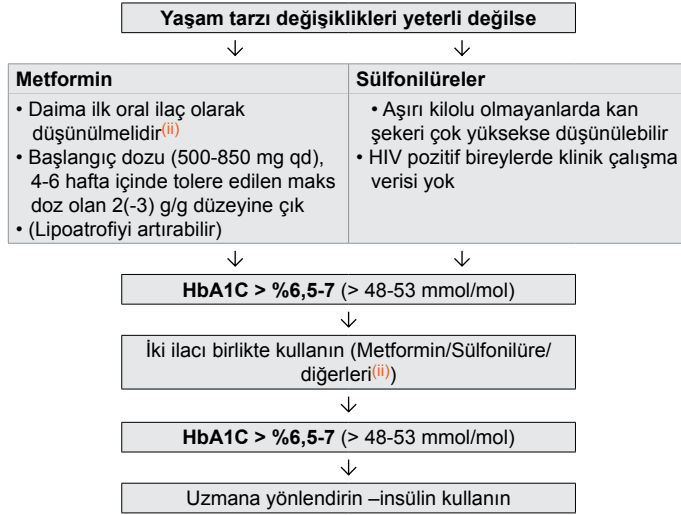 Yaşam tarzı değişiklikleri yeterli değilse
Metformin
• Daima ilk oral ilaç olarak
düşünülmelidir(ii)
• Başlangıç dozu (500-850 mg qd),
4-6 hafta içinde tolere edilen maks
doz olan 2(-3) g/g düzeyine çık
• (Lipoatrofiyi artırabilir)
Sülfonilüreler
• Aşırı kilolu olmayanlarda kan
şekeri çok yüksekse düşünülebilir
• HIV pozitif bireylerde klinik çalışma
verisi yok
HbA1C > %6,5-7 (> 48-53 mmol/mol)
İki ilacı birlikte kullanın (Metformin/Sülfonilüre/
diğerleri(ii))
HbA1C > %6,5-7 (> 48-53 mmol/mol)
Uzmana yönlendirin –insülin kullanın